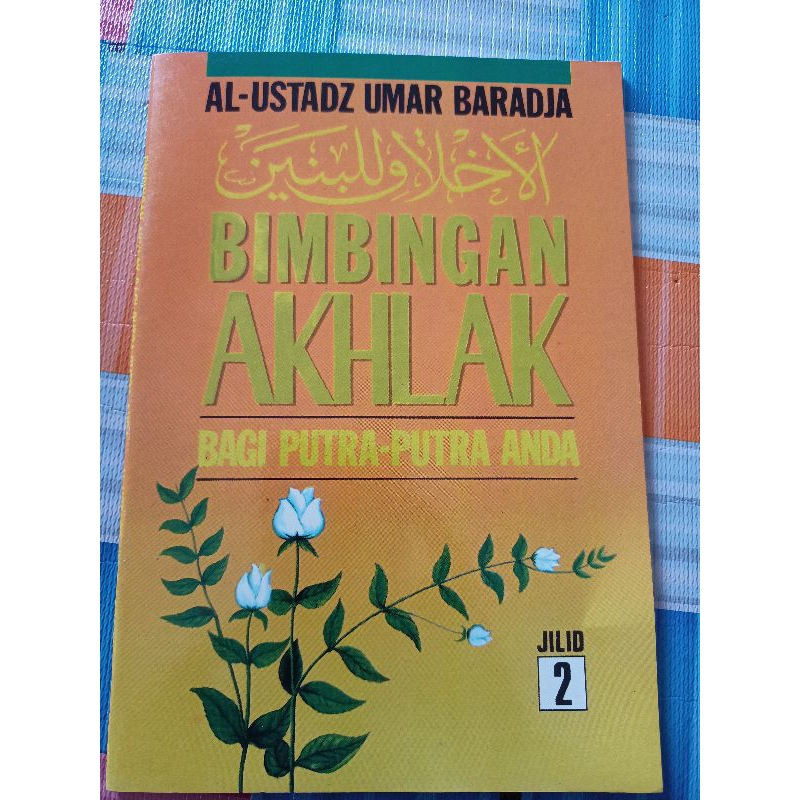 AL-USTADZ UMAR BARADJA
الأخلاق للبنين
BIMBINGAN
AKHLAK
BAGI PUTRA-PUTRA ANDA
JILID
2